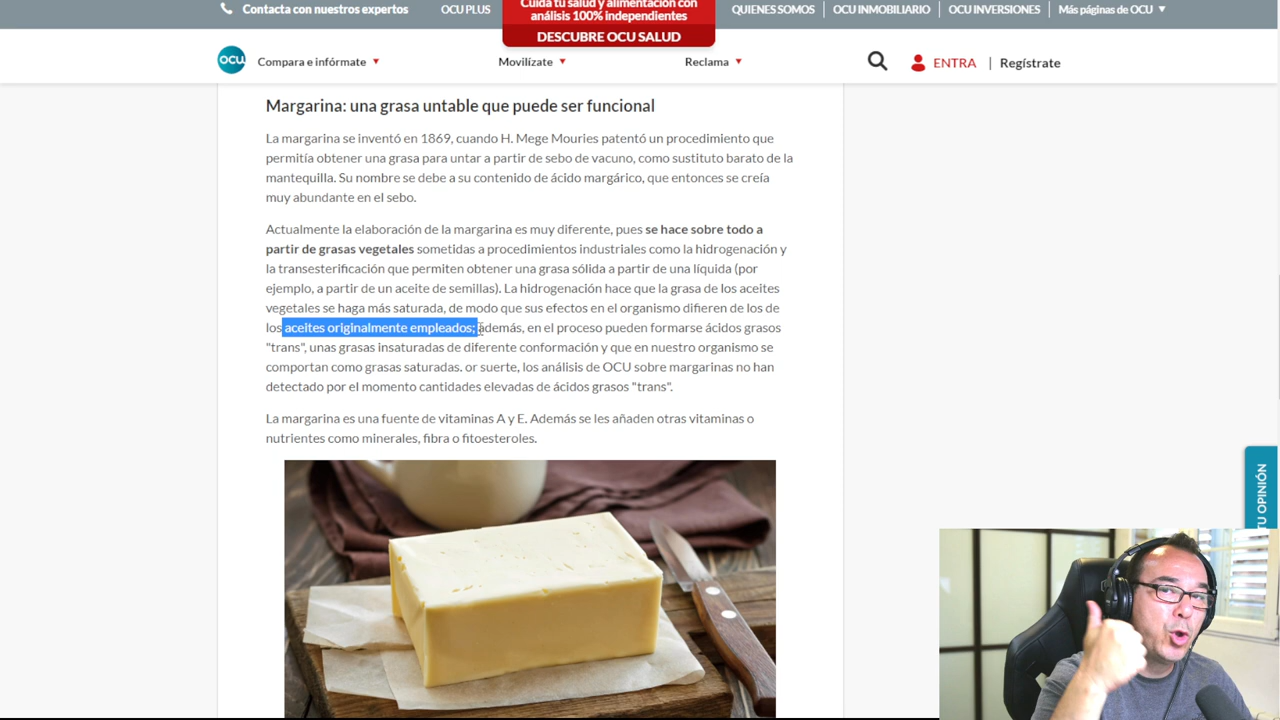 Contacta con nuestros expertos
OCU PLUS
Cuida tu salud y alimentación con
análisis 100% independientes
DESCUBRE OCU SALUD
QUIENES SOMOS
OCU INMOBILIARIO
OCU INVERSIONES
Más páginas de OCU
OCU
Compara e infórmate
Movilízate
Reclama
ENTRA
Regístrate
Margarina: una grasa untable que puede ser funcional
La margarina se inventó en 1869, cuando H. Mege Mouries patentó un procedimiento que
permitía obtener una grasa para untar a partir de sebo de vacuno, como sustituto barato de la
mantequilla. Su nombre se debe a su contenido de ácido margárico, que entonces se creía
muy abundante en el sebo.
Actualmente la elaboración de la margarina es muy diferente, pues se hace sobre todo a
partir de grasas vegetales sometidas a procedimientos industriales como la hidrogenación y
la transesterificación que permiten obtener una grasa sólida a partir de una líquida (por
ejemplo, a partir de un aceite de semillas). La hidrogenación hace que la grasa de los aceites
vegetales se haga más saturada, de modo que sus efectos en el organismo difieren de los de
los aceites originalmente empleados; además, en el proceso pueden formarse ácidos grasos
"trans", unas grasas insaturadas de diferente conformación y que en nuestro organismo se
comportan como grasas saturadas. or suerte, los análisis de OCU sobre margarinas no han
detectado por el momento cantidades elevadas de ácidos grasos "trans".
La margarina es una fuente de vitaminas A y E. Además se les añaden otras vitaminas o
nutrientes como minerales, fibra o fitoesteroles.
TU OPINIÓN